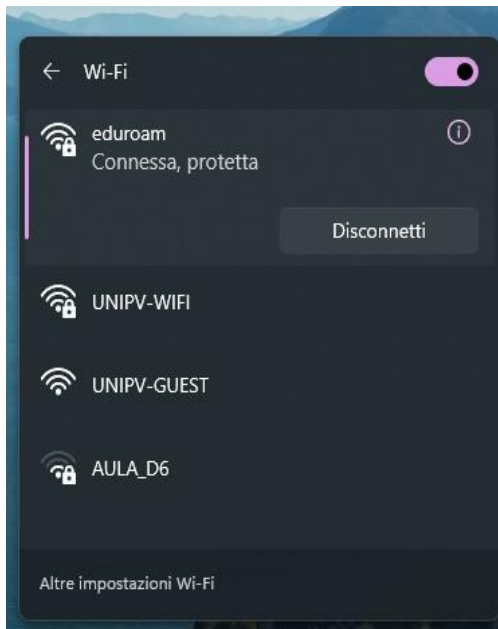 Wi-Fi
eduroam
Connessa, protetta
Disconnetti
UNIPV-WIFI
UNIPV-GUEST
AULA_D6
Altre impostazioni Wi-Fi